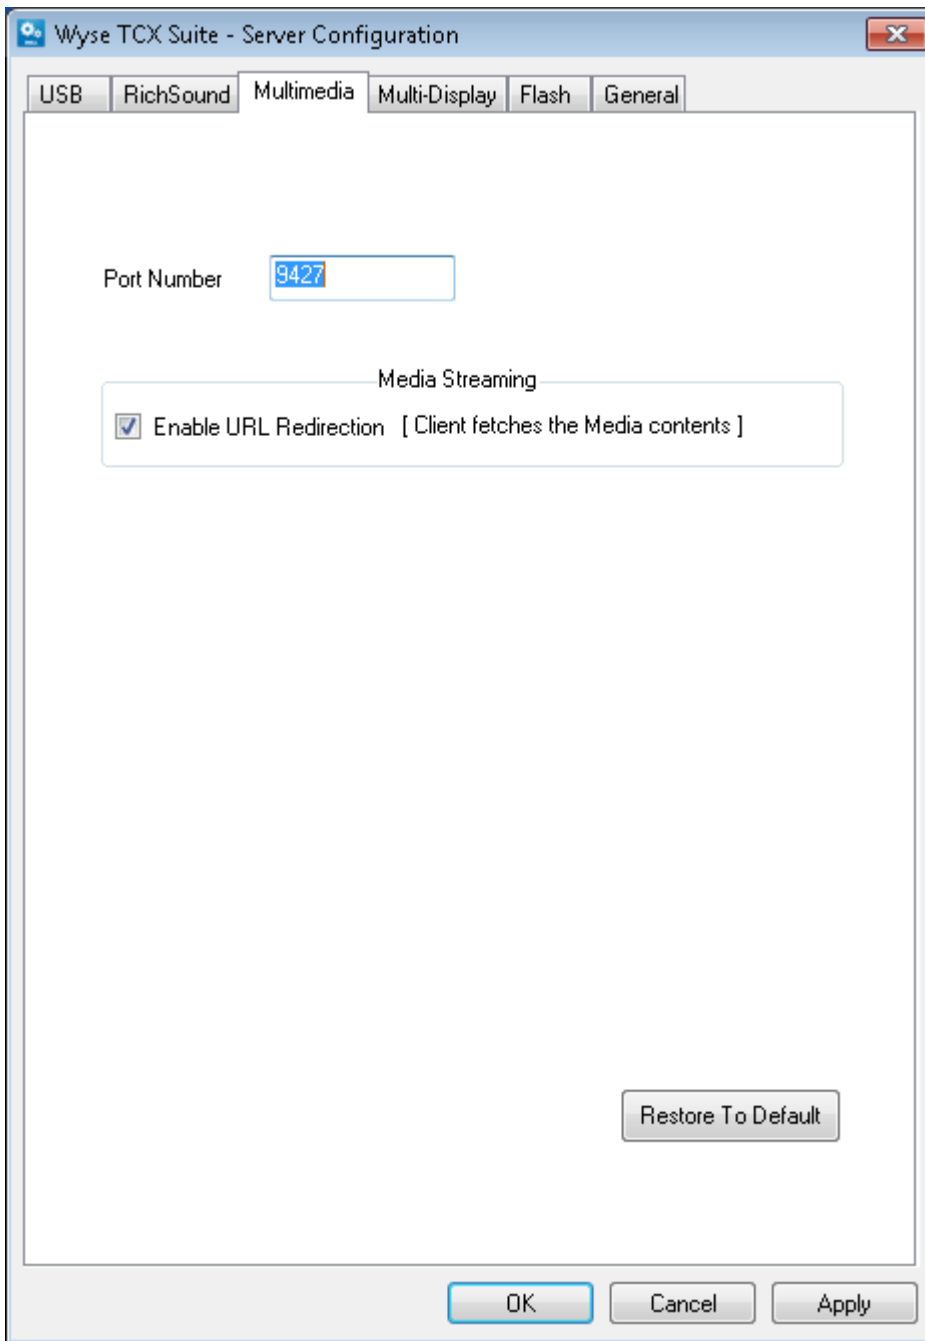 Wyse TCX Suite - Server Configuration
USB RichSound Multimedia Multi-Display Flash General
Port Number 9427
Media Streaming
Enable URL Redirection [ Client fetches the Media contents ]
Restore To Default
OK Cancel Apply